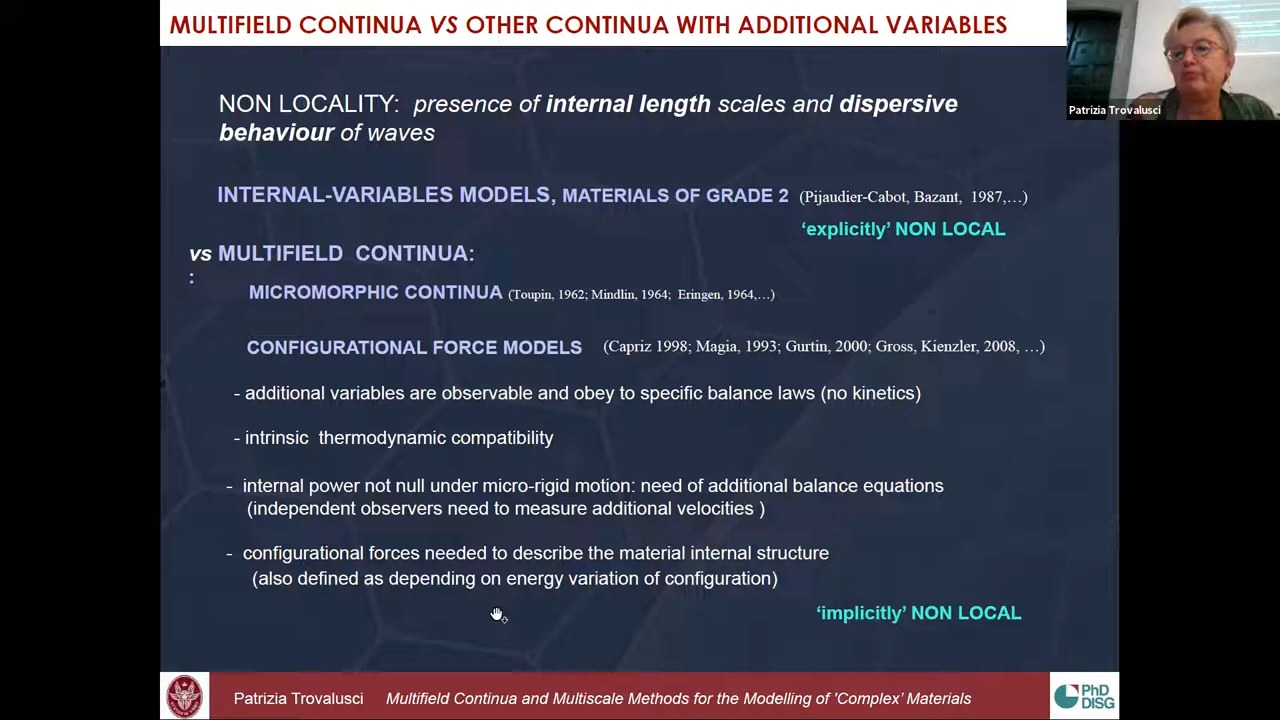 MULTIFIELD CONTINUA VS OTHER CONTINUA WITH ADDITIONAL VARIABLES
Patrizia Trovalusci
NON LOCALITY: presence of internal length scales and dispersive
behaviour of waves
INTERNAL-VARIABLES MODELS, MATERIALS OF GRADE 2 (Pijaudier-Cabot, Bazant, 1987,…)
‘explicitly’ NON LOCAL
vs MULTIFIELD CONTINUA:
:
MICROMORPHIC CONTINUA (Toupin, 1962; Mindlin, 1964; Eringen, 1964,…)
CONFIGURATIONAL FORCE MODELS (Capriz 1998; Magia, 1993; Gurtin, 2000; Gross, Kienzler, 2008, …)
- additional variables are observable and obey to specific balance laws (no kinetics)
- intrinsic thermodynamic compatibility
- internal power not null under micro-rigid motion: need of additional balance equations
(independent observers need to measure additional velocities )
- configurational forces needed to describe the material internal structure
(also defined as depending on energy variation of configuration)
‘implicitly’ NON LOCAL
Patrizia Trovalusci Multifield Continua and Multiscale Methods for the Modelling of 'Complex’ Materials
PhD
DISG